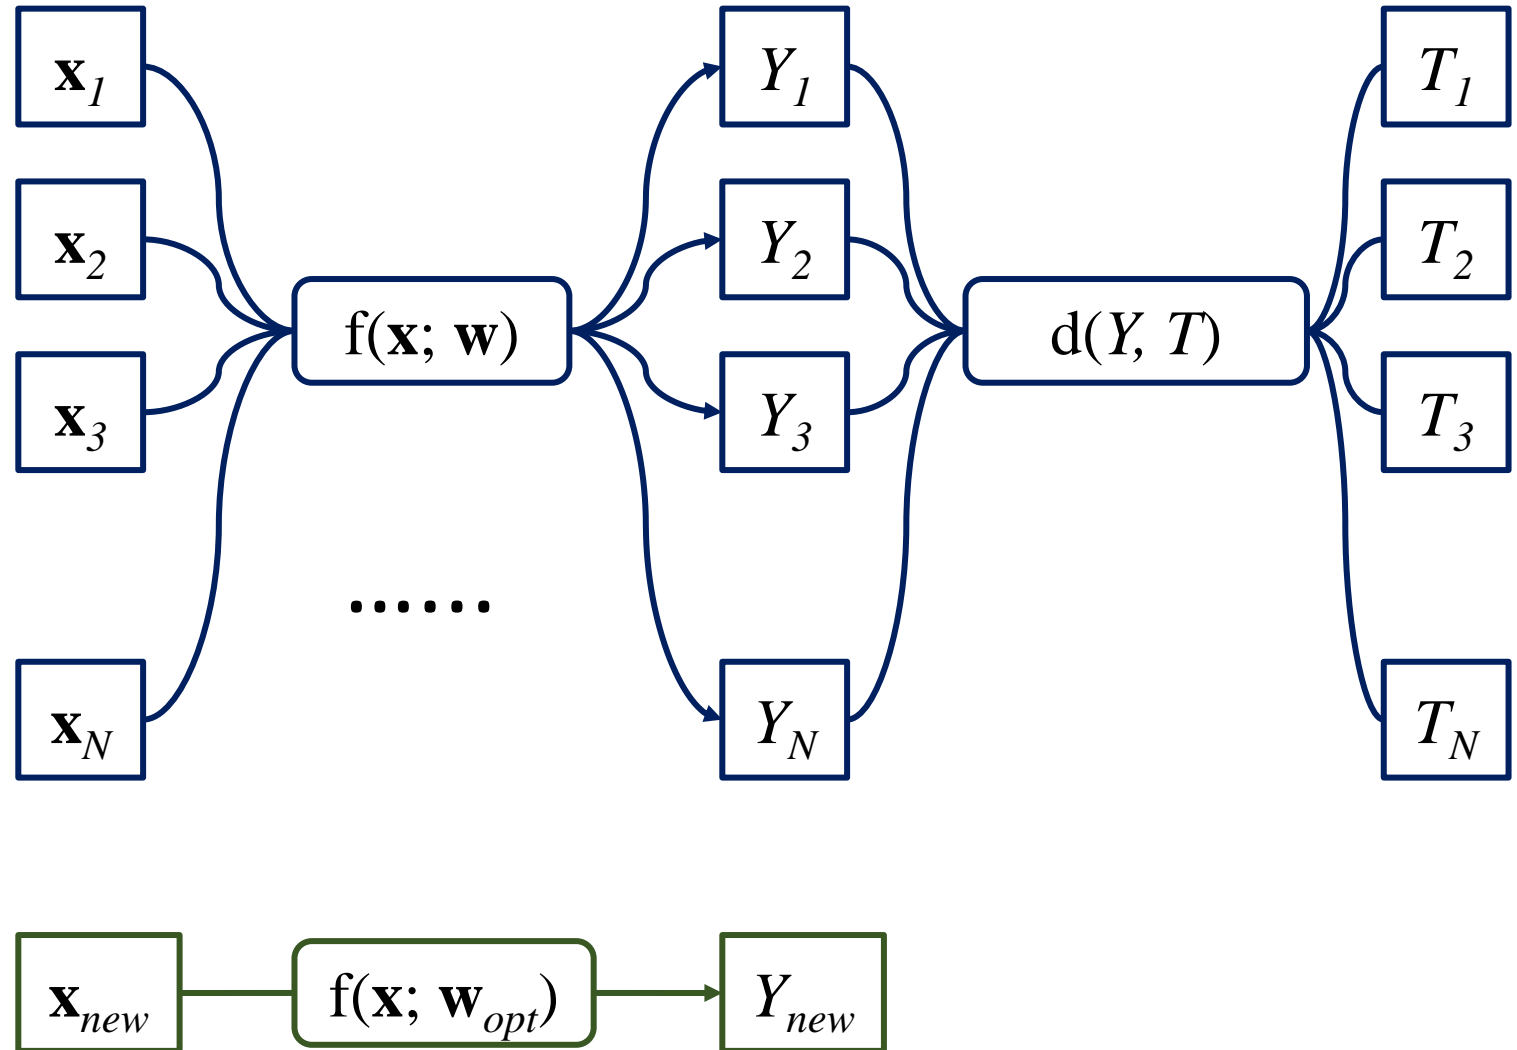 x1 Y1 T1
x2 Y2 T2
f(x; w) d(Y, T)
x3 Y3 T3
......
xN YN TN
xnew f(x; wopt) Ynew